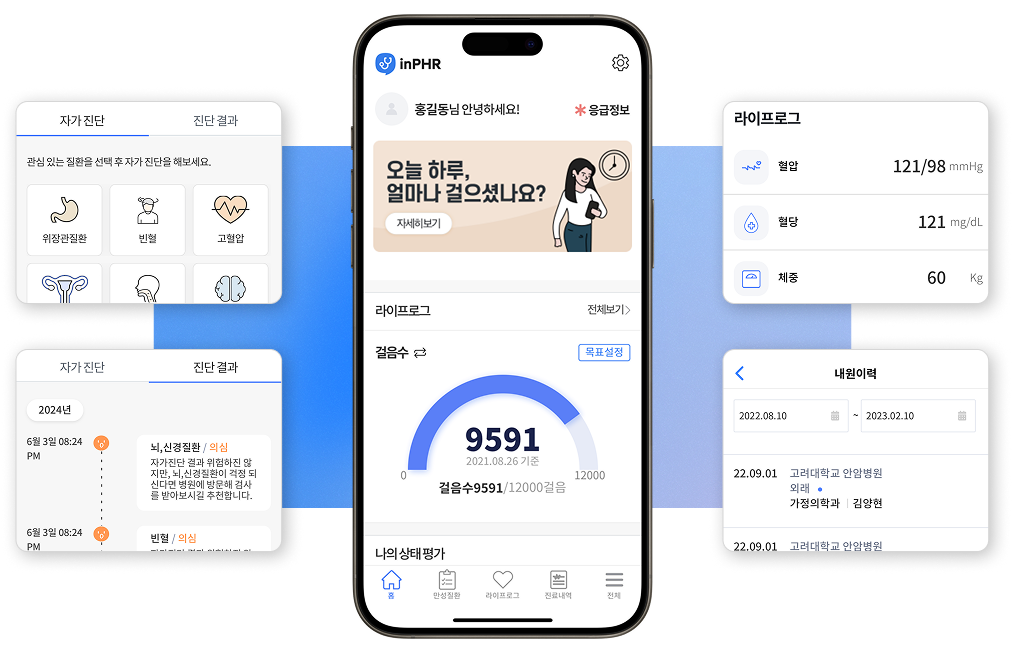 자가 진단
진단 결과
관심 있는 질환을 선택 후 자가 진단을 해보세요.
위장관질환
빈혈
고혈압
자가 진단
진단 결과
2024년
6월 3일 08:24
PM
뇌,신경질환 / 의심
자가진단 결과 위험하진 않
지만, 뇌,신경질환이 걱정 되
신다면 병원에 방문해 검사
를 받아보시길 추천합니다.
6월 3일 08:24
PM
빈혈 / 의심
inPHR
홍길동님 안녕하세요!
응급정보
오늘 하루,
얼마나 걸으셨나요?
자세히보기
라이프로그
전체보기
걸음수
목표설정
9591
2021.08.26 기준
0
12000
걸음수9591/12000걸음
나의 상태 평가
홈
만성질환
라이프로그
진료내역
전체
라이프로그
혈압
121/98 mmHg
혈당
121 mg/dL
체중
60 Kg
내원이력
2022.08.10 ~ 2023.02.10
22.09.01 고려대학교 안암병원
외래
가정의학과 | 김양현
22.09.01 고려대학교 안암병원